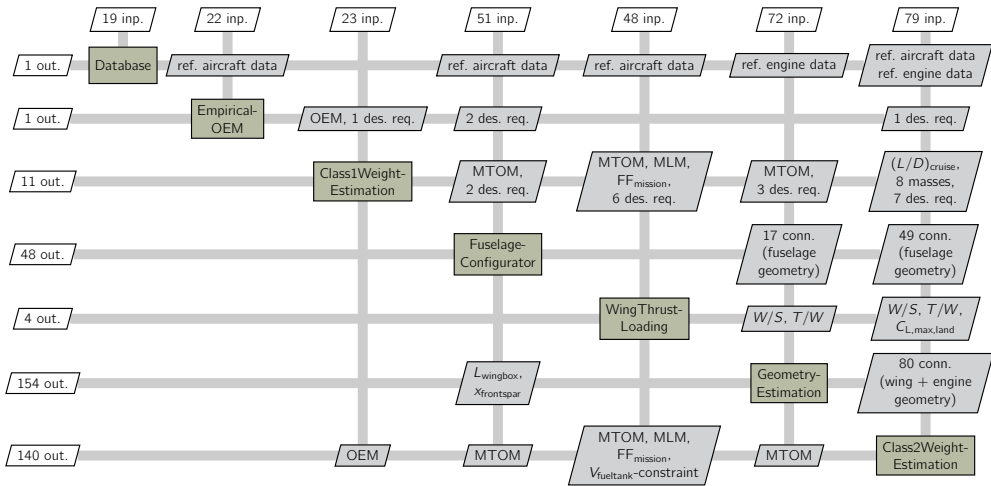 19 inp.
22 inp.
23 inp.
51 inp.
48 inp.
72 inp.
79 inp.
1 out.
Database
ref. aircraft data
ref. aircraft data
ref. aircraft data
ref. engine data
ref. aircraft data
ref. engine data
1 out.
Empirical-
OEM
OEM, 1 des. req.
2 des. req.
1 des. req.
11 out.
Class1Weight-
Estimation
MTOM,
2 des. req.
MTOM, MLM,
FFmission,
6 des. req.
MTOM,
3 des. req.
(L/D)cruise,
8 masses,
7 des. req.
48 out.
Fuselage-
Configurator
17 conn.
(fuselage
geometry)
49 conn.
(fuselage
geometry)
4 out.
WingThrust-
Loading
W/S, T/W
W/S, T/W,
CL,max,land
154 out.
Lwingbox,
xfrontspar
Geometry-
Estimation
80 conn.
(wing + engine
geometry)
140 out.
OEM
MTOM
MTOM, MLM,
FFmission,
Vfueltank-constraint
MTOM
Class2Weight-
Estimation